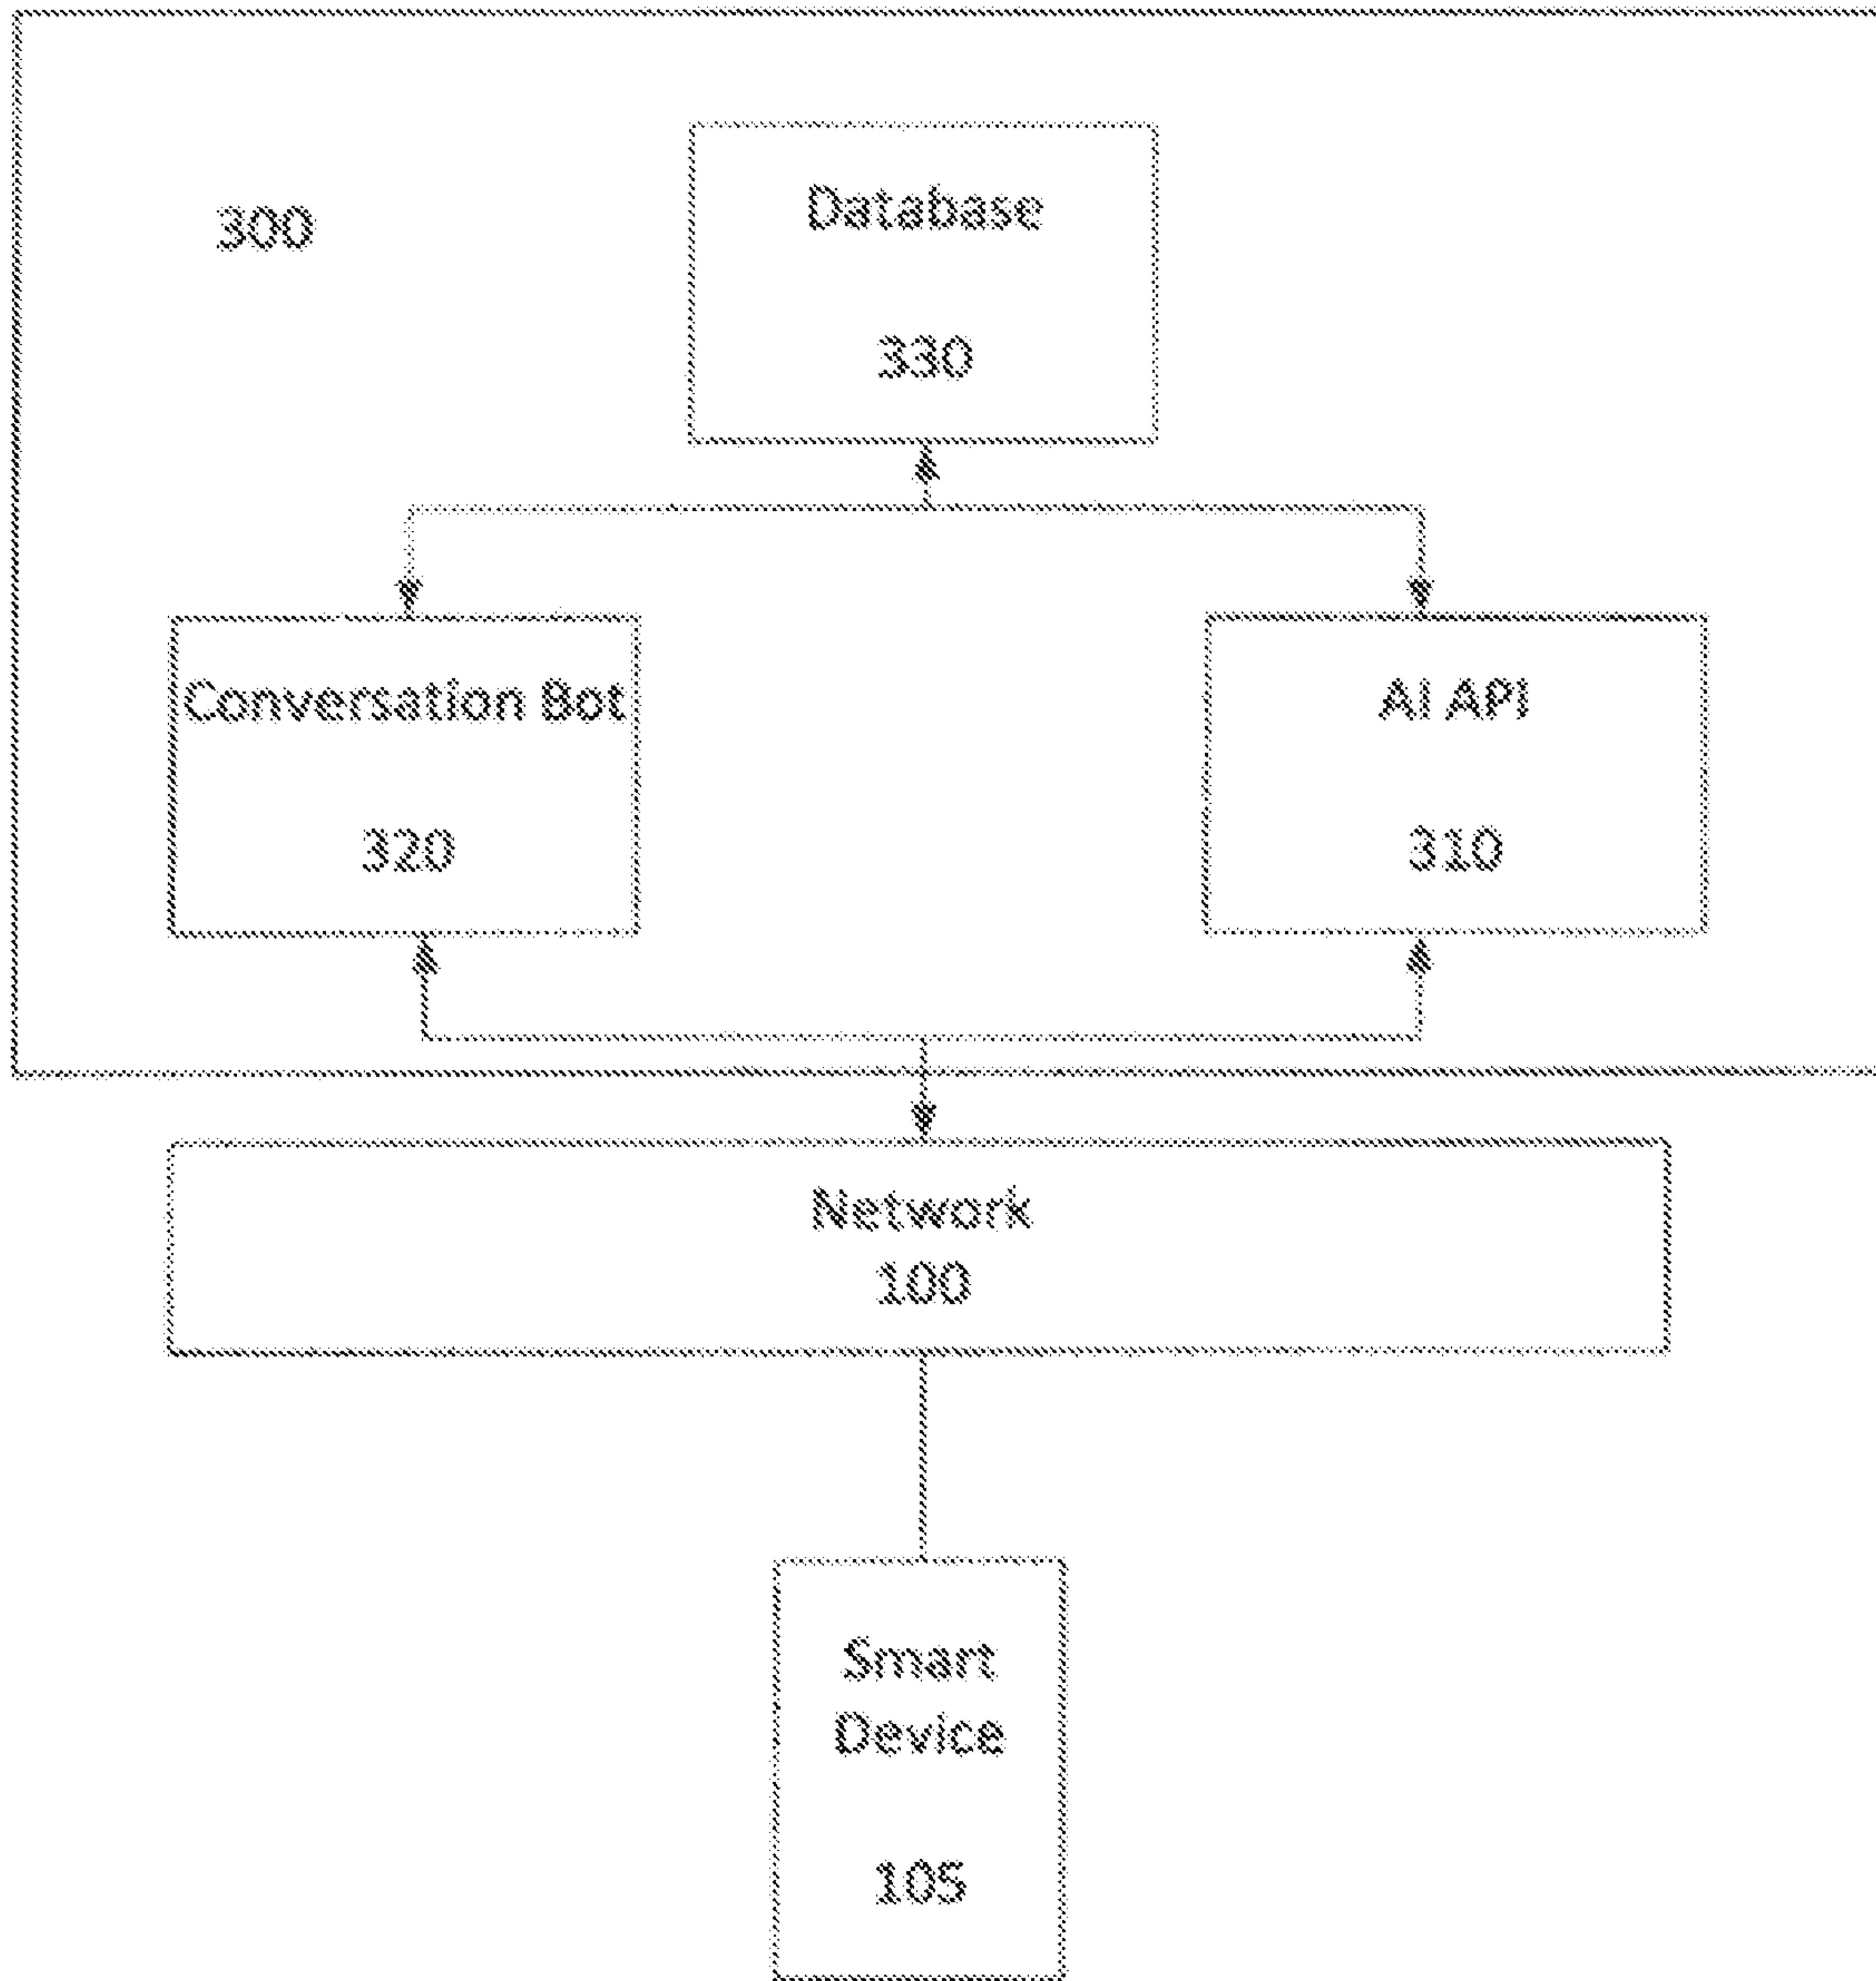 300
Database
330
Conversation Bot
320
AI API
310
Network
100
Smart
Device
105